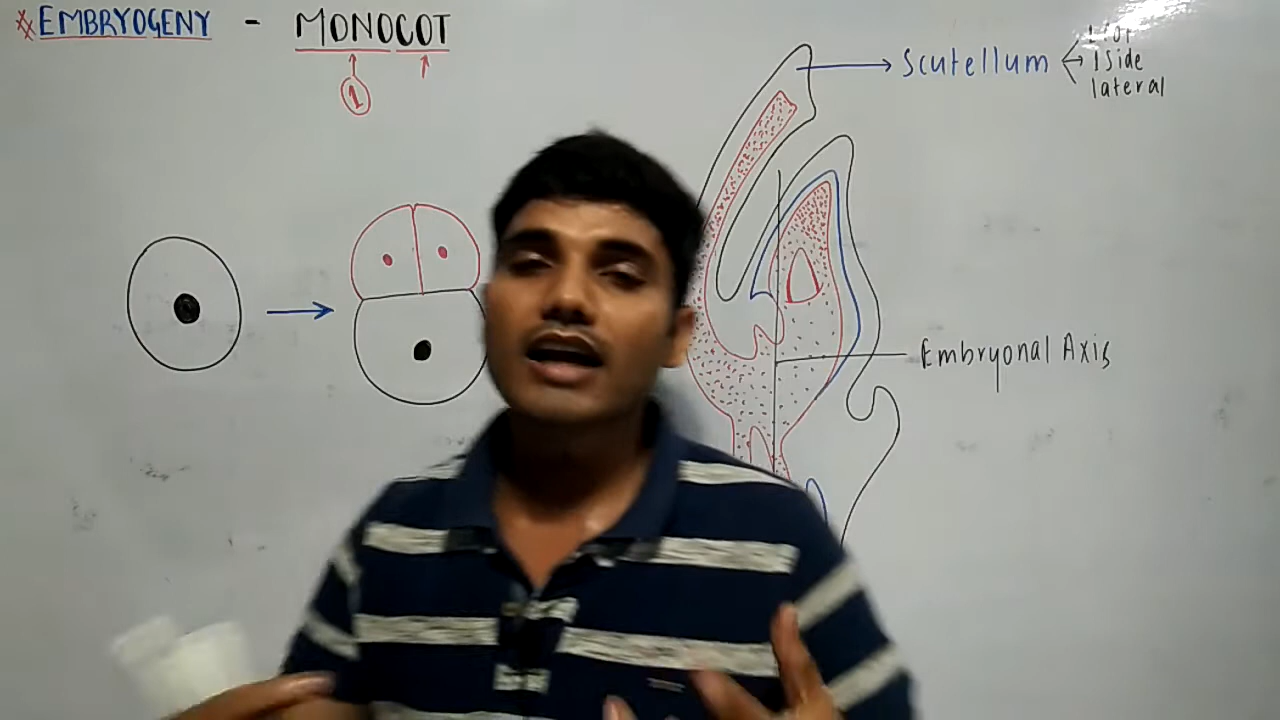 EMBRYOGENY - MONOCOT
1
Scutellum
1 side
lateral
Embryonal Axis